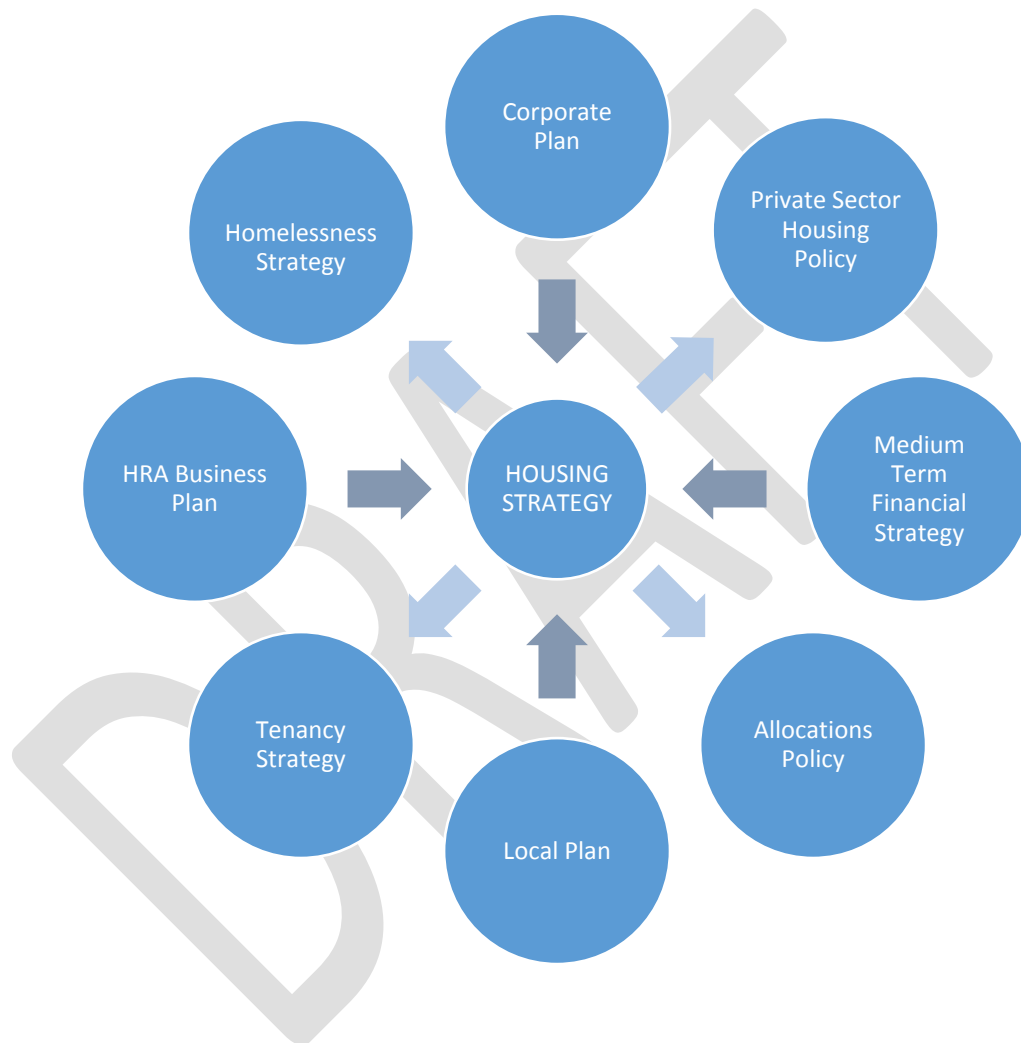 Corporate
Plan
Private Sector
Housing
Policy
Homelessness
Strategy
HRA Business
Plan
HOUSING
STRATEGY
Medium
Term
Financial
Strategy
Tenancy
Strategy
Allocations
Policy
Local Plan
DRAFT